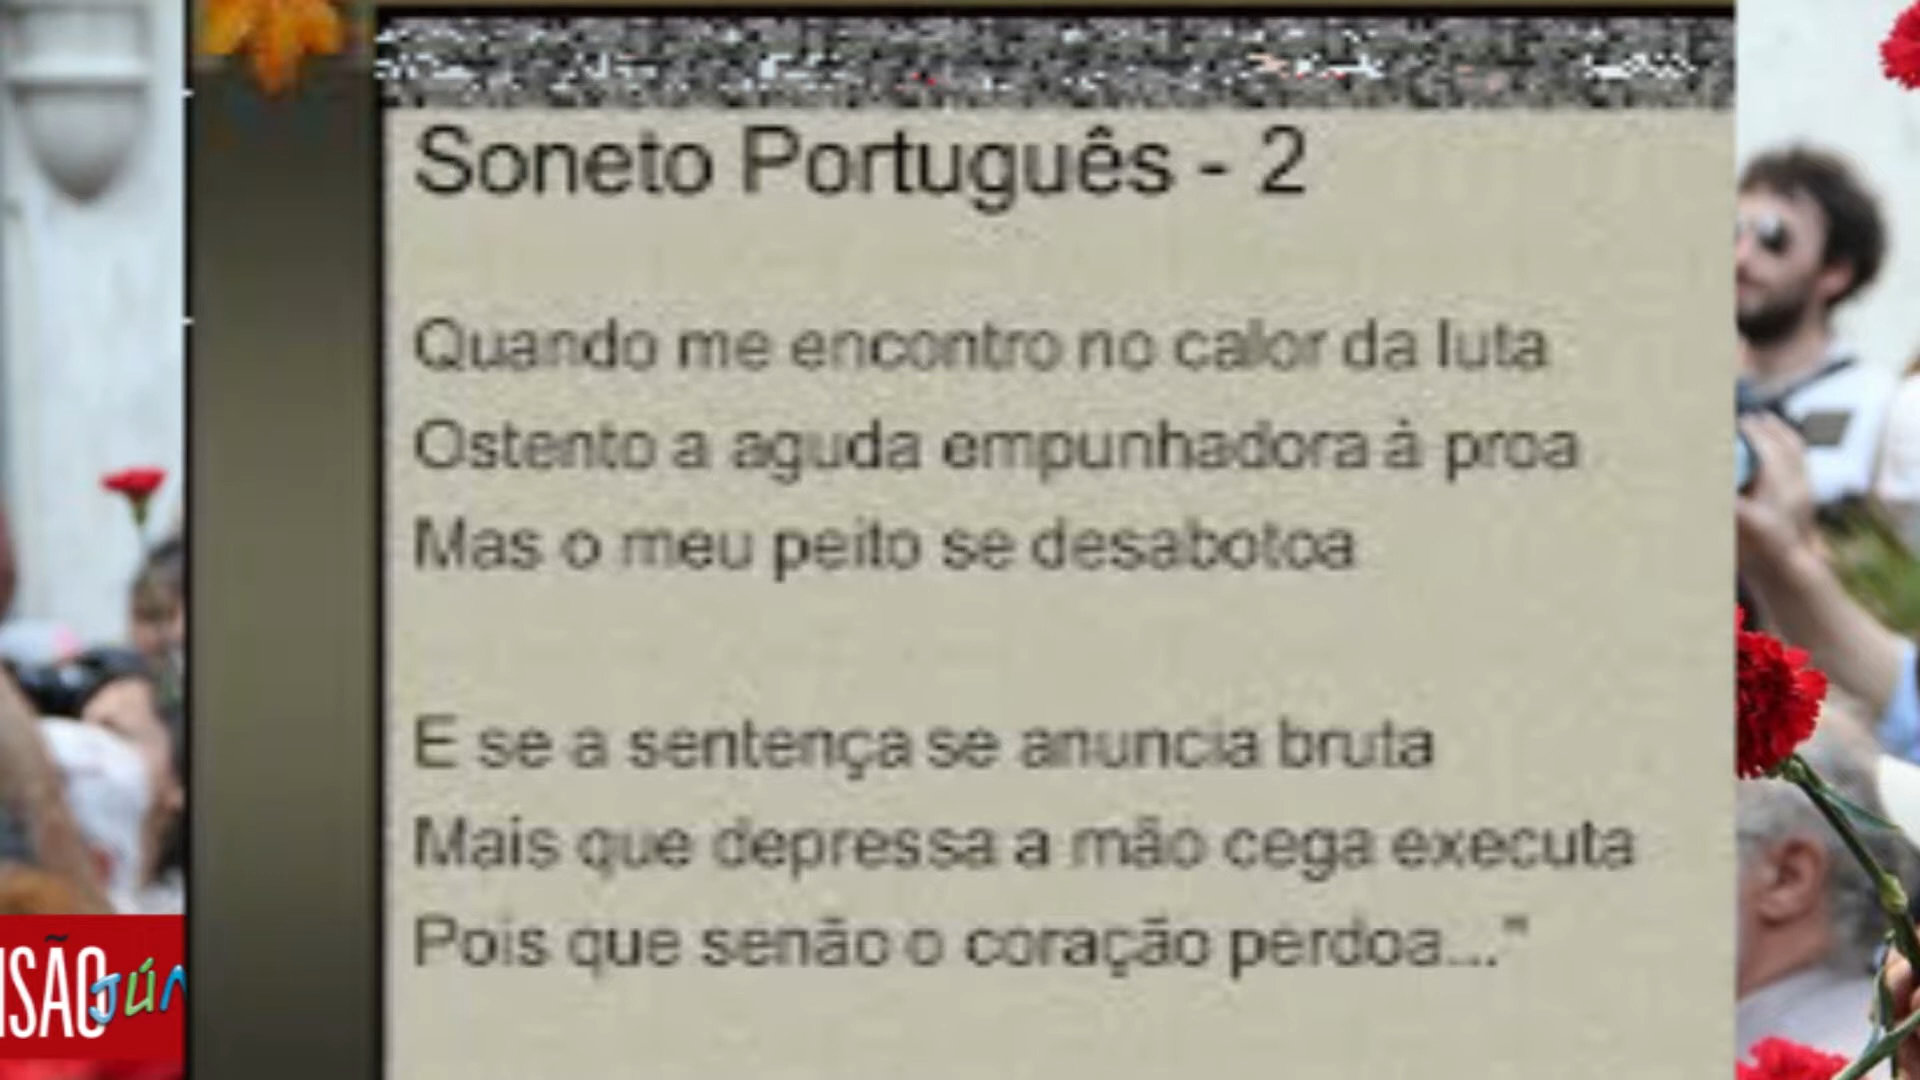 Soneto Português - 2
Quando me encontro no calor da luta
Ostento a aguda empunhadora à proa
Mas o meu peito se desabotoa
E se a sentença se anuncia bruta
Mais que depressa a mão cega executa
Pois que senão o coração perdoa..."
ISÃO JÚN